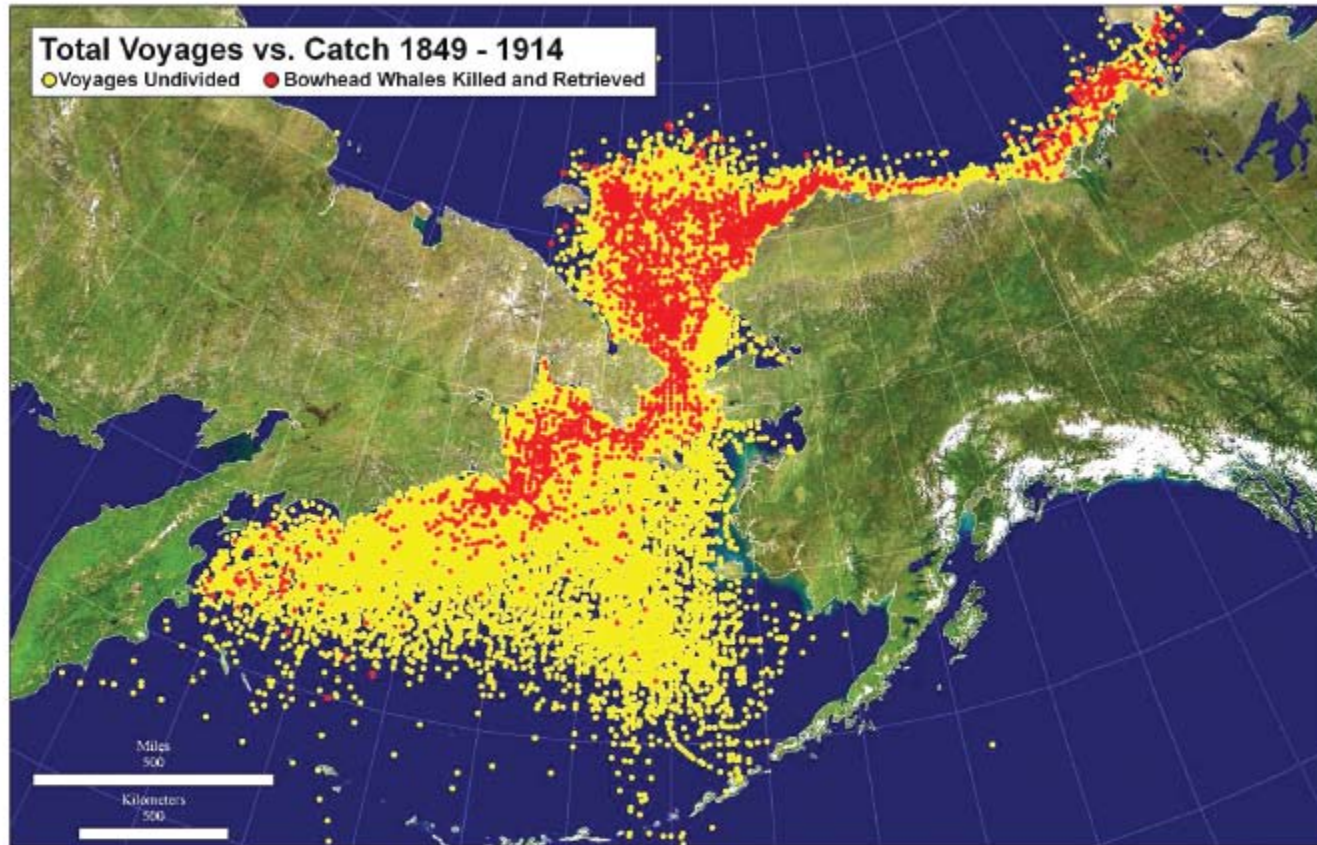 Total Voyages vs. Catch 1849 - 1914
Voyages Undivided Bowhead Whales Killed and Retrieved
Miles
500
Kilometers
500